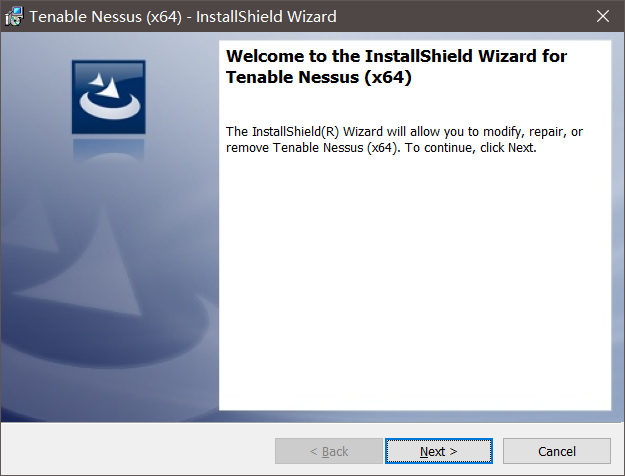 Tenable Nessus (x64) - InstallShield Wizard
Welcome to the InstallShield Wizard for
Tenable Nessus (x64)
The InstallShield(R) Wizard will allow you to modify, repair, or
remove Tenable Nessus (x64). To continue, click Next.
< Back
Next >
Cancel